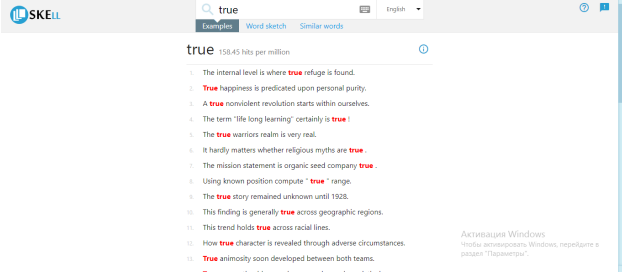 SKELL
true
English
Examples Word sketch Similar words
true 158.45 hits per million
1. The internal level is where true refuge is found.
2. True happiness is predicated upon personal purity.
3. A true nonviolent revolution starts within ourselves.
4. The term "life long learning" certainly is true !
5. The true warriors realm is very real.
6. It hardly matters whether religious myths are true .
7. The mission statement is organic seed company true .
8. Using known position compute " true " range.
9. The true story remained unknown until 1928.
10. This finding is generally true across geographic regions.
11. This trend holds true across racial lines.
12. How true character is revealed through adverse circumstances.
13. True animosity soon developed between both teams.
Активация Windows
Чтобы активировать Windows, перейдите в
раздел "Параметры".